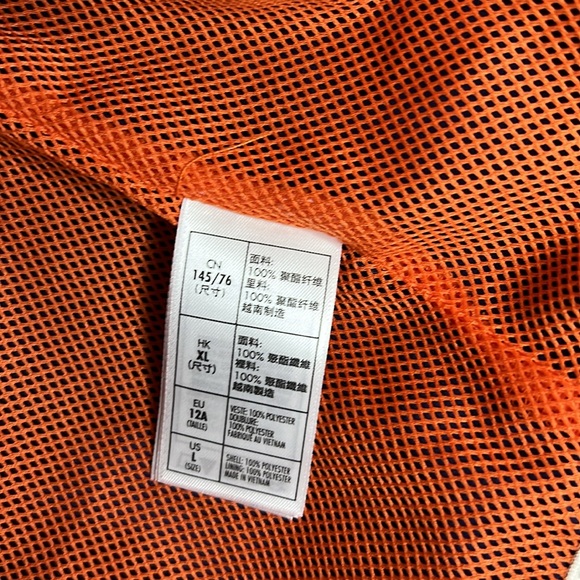 CN
145/76
(尺寸)
面料:
100% 聚酯纤维
里料:
100% 聚酯纤维
越南制造
HK
XL
(尺寸)
面料:
100% 聚酯纖維
裡料:
100% 聚酯纖維
越南製造
EU
12A
(TAILLE)
VESTE: 100% POLYESTER
DOUBLURE:
100% POLYESTER
FABRIQUÉ AU VIETNAM
US
L
(SIZE)
SHELL: 100% POLYESTER
LINING: 100% POLYESTER
MADE IN VIETNAM